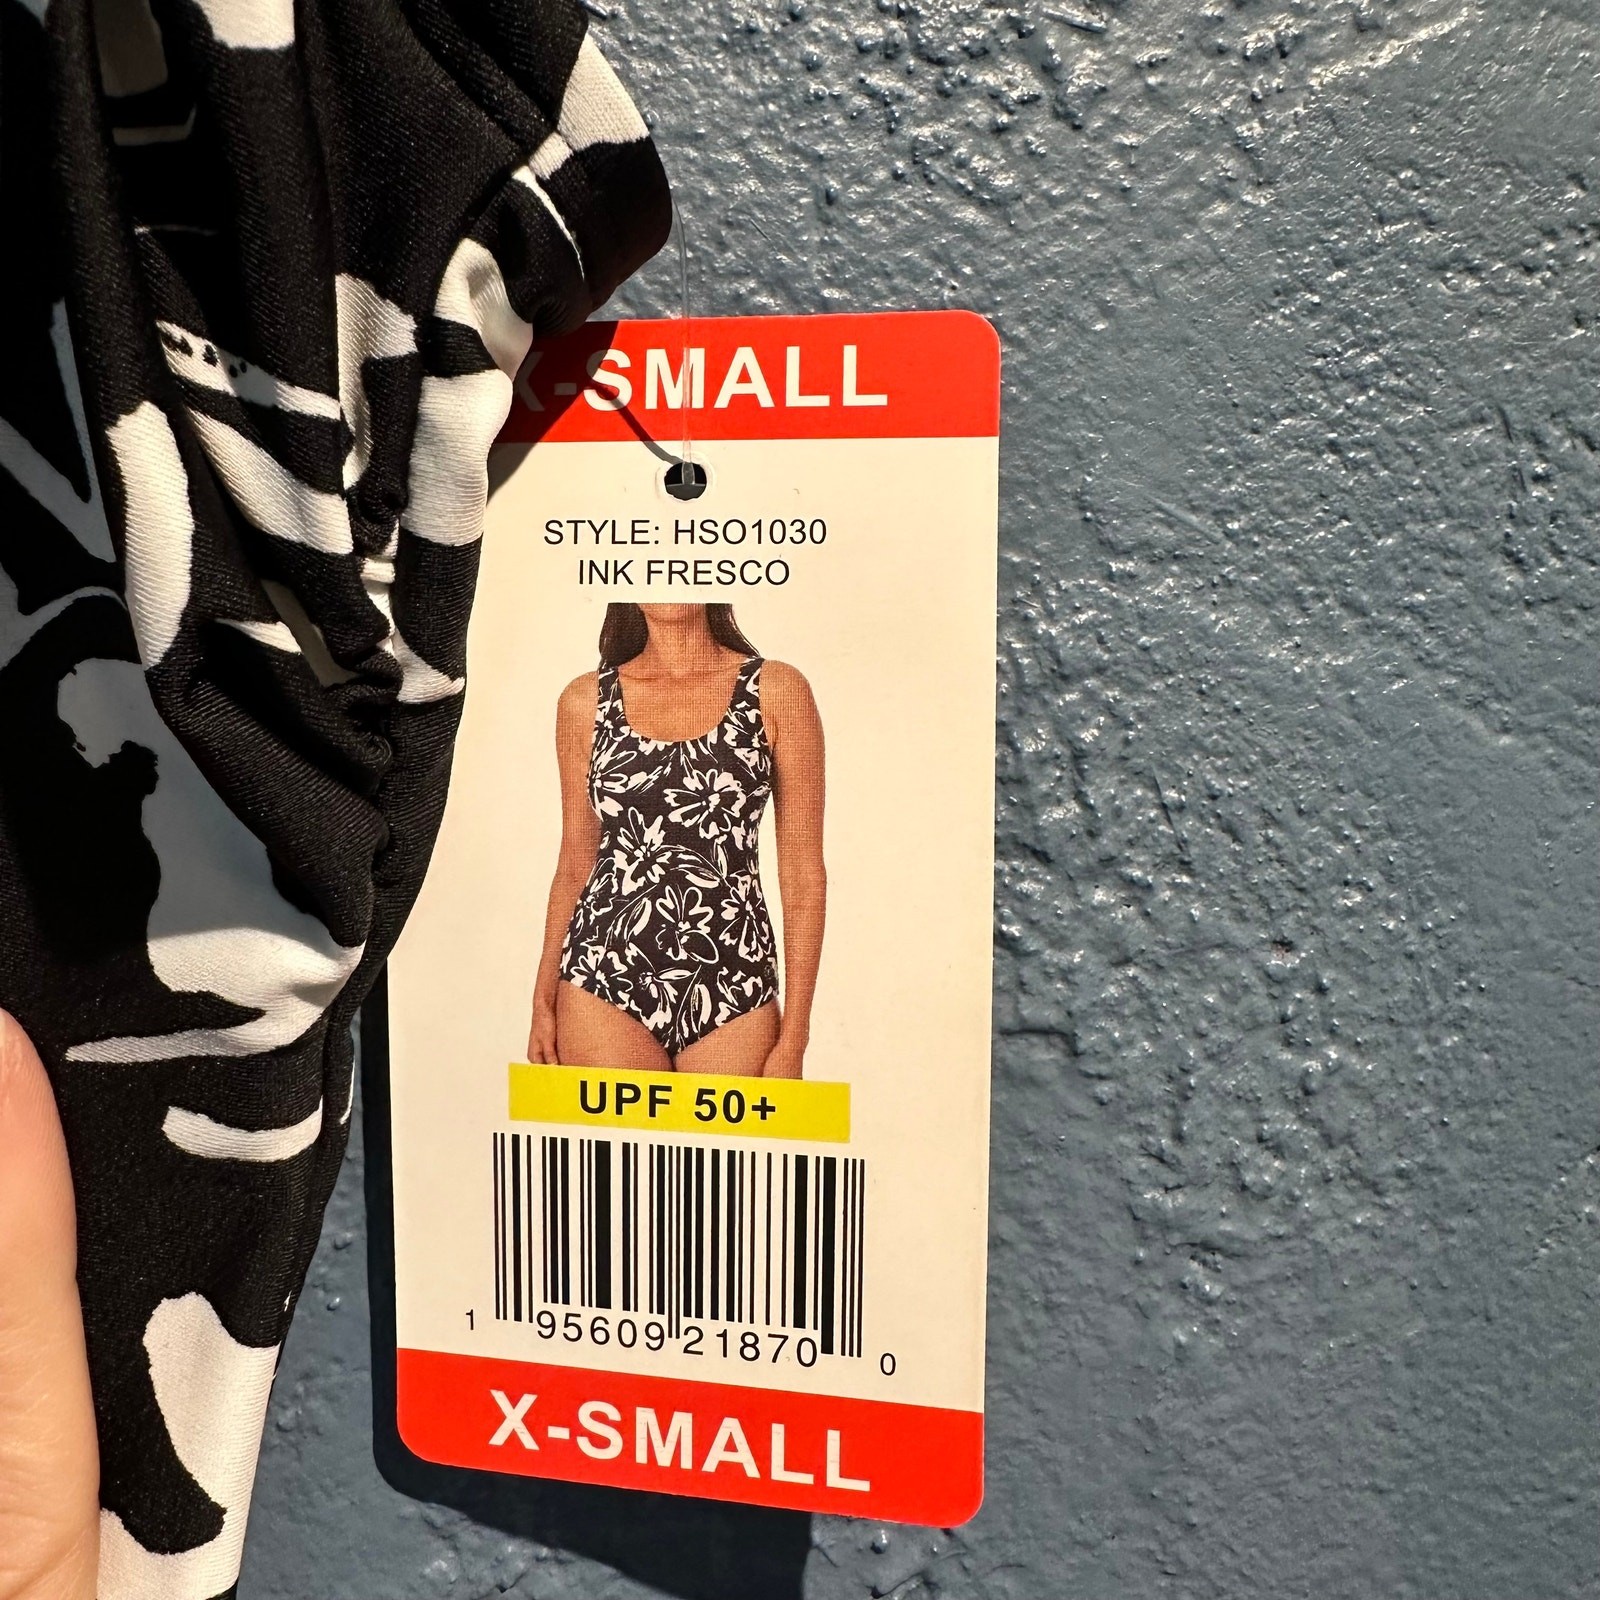 X-SMALL
STYLE: HSO1030
INK FRESCO
UPF 50+
1 95609 21870 0
X-SMALL